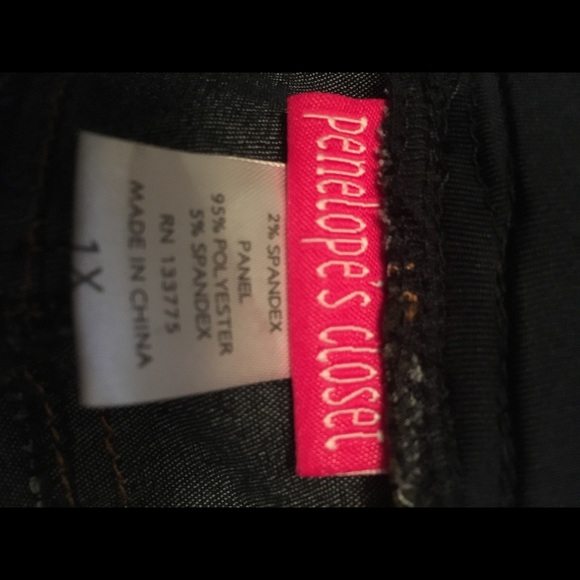 penelope's closet
2% SPANDEX
PANEL
95% POLYESTER
5% SPANDEX
RN 133775
MADE IN CHINA
1X